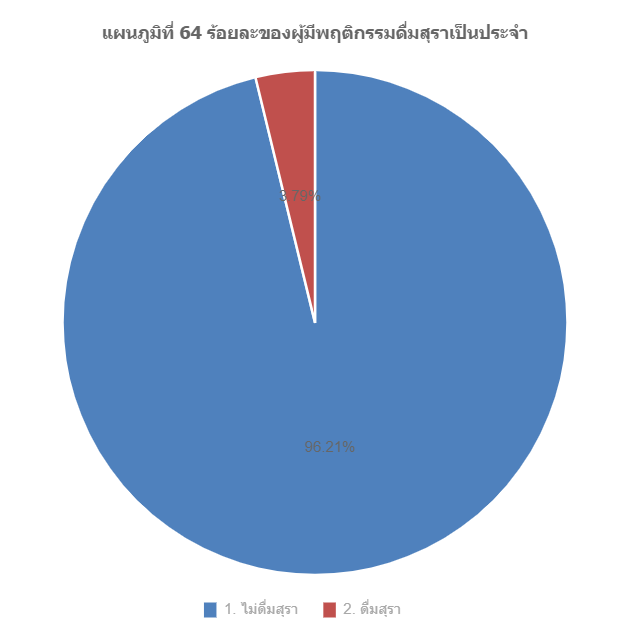 แผนภูมิที่ 64 ร้อยละของผู้มีพฤติกรรมดื่มสุราเป็นประจำ
3.79%
96.21%
1. ไม่ดื่มสุรา 2. ดื่มสุรา